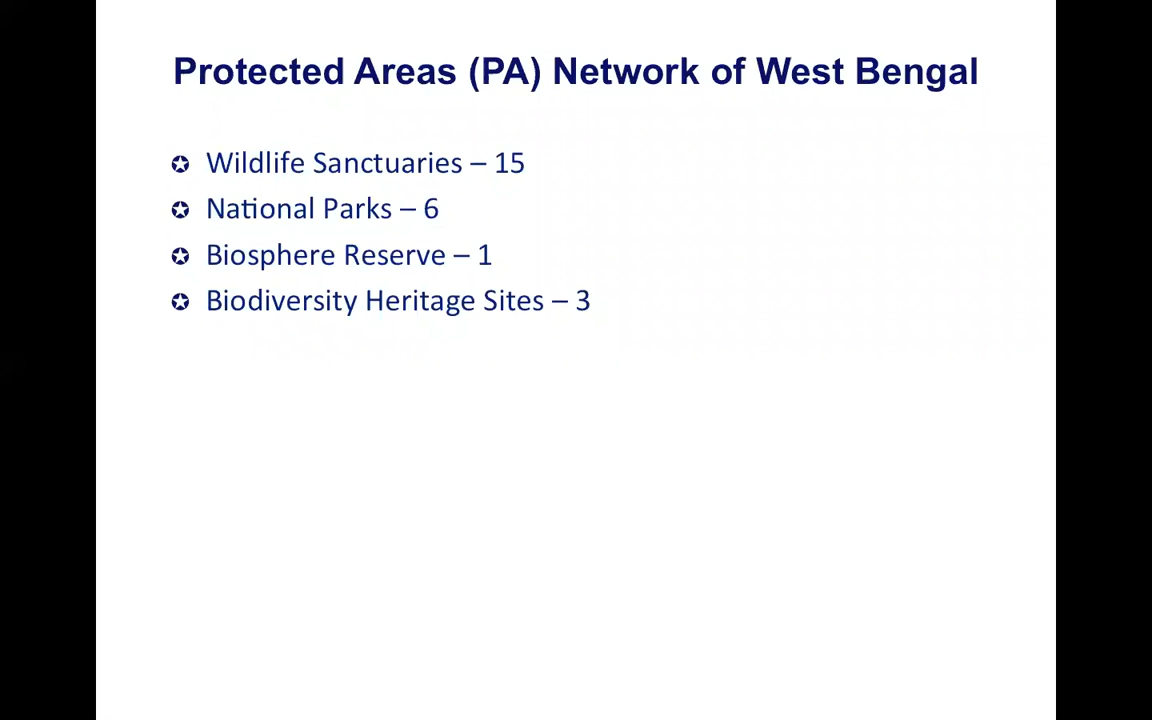 Protected Areas (PA) Network of West Bengal
✪ Wildlife Sanctuaries – 15
✪ National Parks – 6
✪ Biosphere Reserve – 1
✪ Biodiversity Heritage Sites – 3